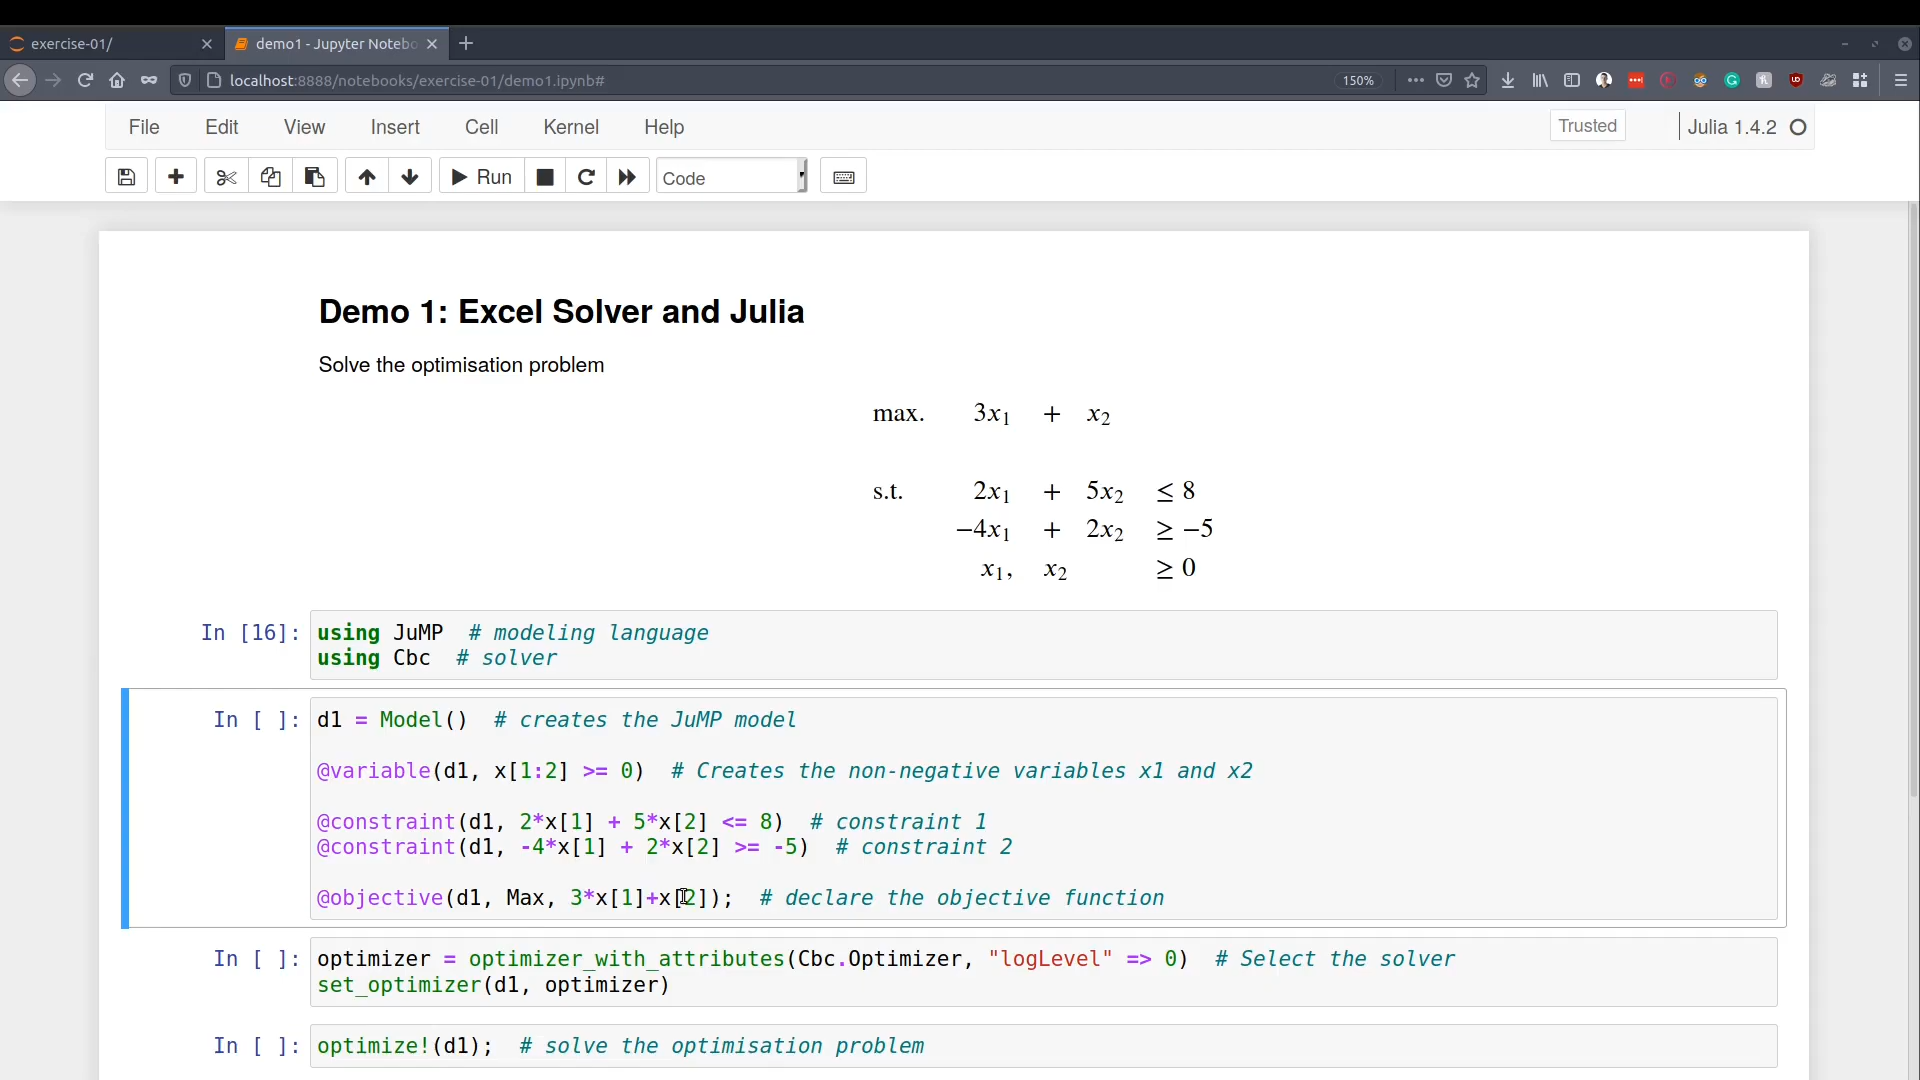 exercise-01/
demo1 - Jupyter Notebo
localhost:8888/notebooks/exercise-01/demo1.ipynb#
150%
File Edit View Insert Cell Kernel Help
Trusted
Julia 1.4.2
Run
Code
Demo 1: Excel Solver and Julia
Solve the optimisation problem
max. 3x₁ + x₂
s.t. 2x₁ + 5x₂ ≤ 8
−4x₁ + 2x₂ ≥ −5
x₁, x₂ ≥ 0
In [16]: using JuMP # modeling language
using Cbc # solver
In [ ]: d1 = Model() # creates the JuMP model
@variable(d1, x[1:2] >= 0) # Creates the non-negative variables x1 and x2
@constraint(d1, 2*x[1] + 5*x[2] <= 8) # constraint 1
@constraint(d1, -4*x[1] + 2*x[2] >= -5) # constraint 2
@objective(d1, Max, 3*x[1]+x[2]); # declare the objective function
In [ ]: optimizer = optimizer_with_attributes(Cbc.Optimizer, "logLevel" => 0) # Select the solver
set_optimizer(d1, optimizer)
In [ ]: optimize!(d1); # solve the optimisation problem